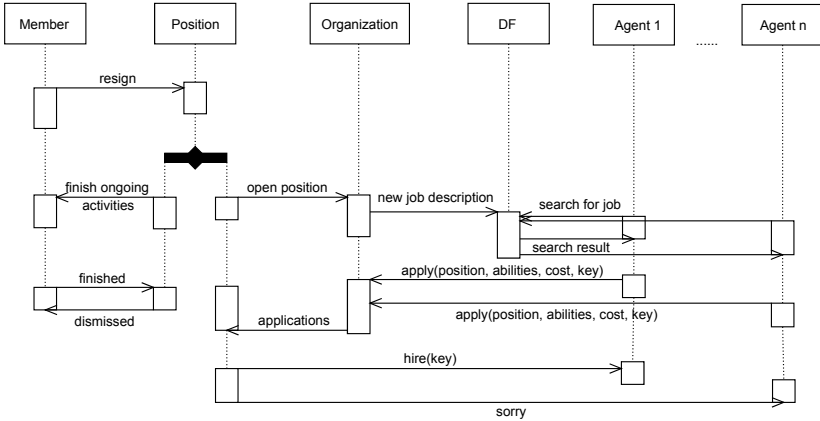 Member
Position
Organization
DF
Agent 1
......
Agent n
resign
finish ongoing
activities
open position
new job description
search for job
search result
finished
dismissed
apply(position, abilities, cost, key)
apply(position, abilities, cost, key)
applications
hire(key)
sorry